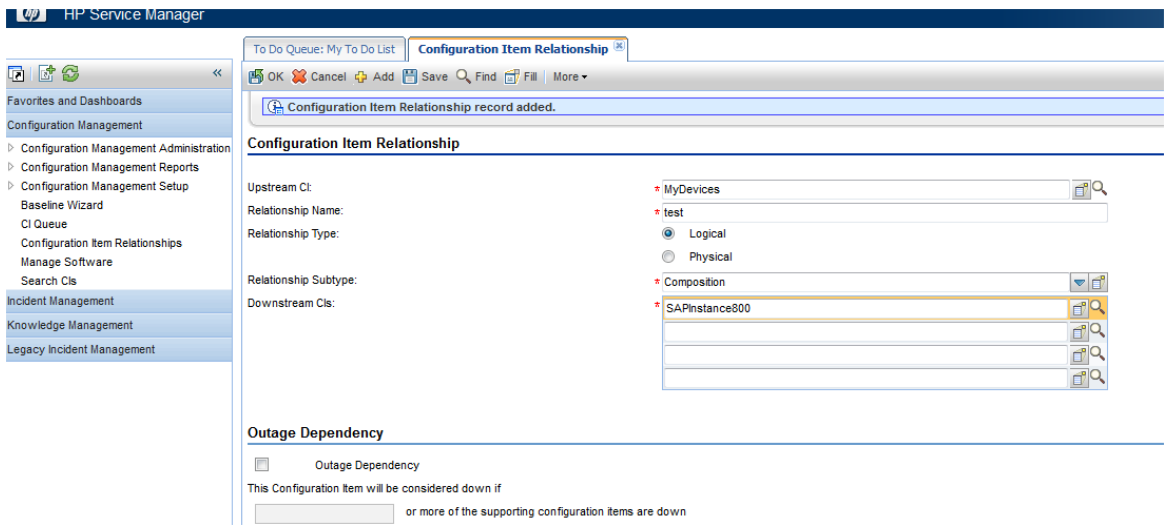 hp HP Service Manager
To Do Queue: My To Do List Configuration Item Relationship
OK Cancel Add Save Find Fill More
Favorites and Dashboards
Configuration Management
Configuration Management Administration
Configuration Management Reports
Configuration Management Setup
Baseline Wizard
CI Queue
Configuration Item Relationships
Manage Software
Search CIs
Incident Management
Knowledge Management
Legacy Incident Management
Configuration Item Relationship record added.
Configuration Item Relationship
Upstream CI: * MyDevices
Relationship Name: * test
Relationship Type: Logical
Physical
Relationship Subtype: * Composition
Downstream CIs: * SAPInstance800
Outage Dependency
Outage Dependency
This Configuration Item will be considered down if
or more of the supporting configuration items are down